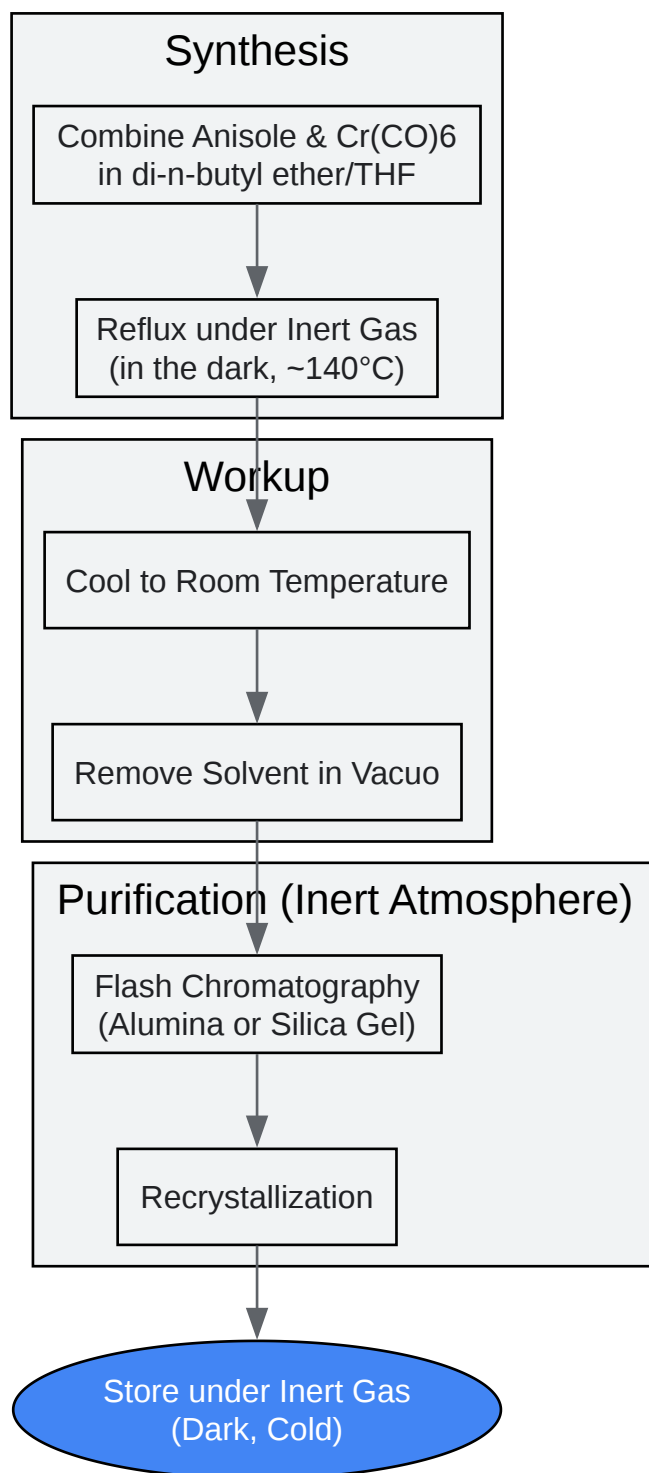 Synthesis
Combine Anisole & Cr(CO)6
in di-n-butyl ether/THF
Reflux under Inert Gas
(in the dark, ~140°C)
Workup
Cool to Room Temperature
Remove Solvent in Vacuo
Purification (Inert Atmosphere)
Flash Chromatography
(Alumina or Silica Gel)
Recrystallization
Store under Inert Gas
(Dark, Cold)